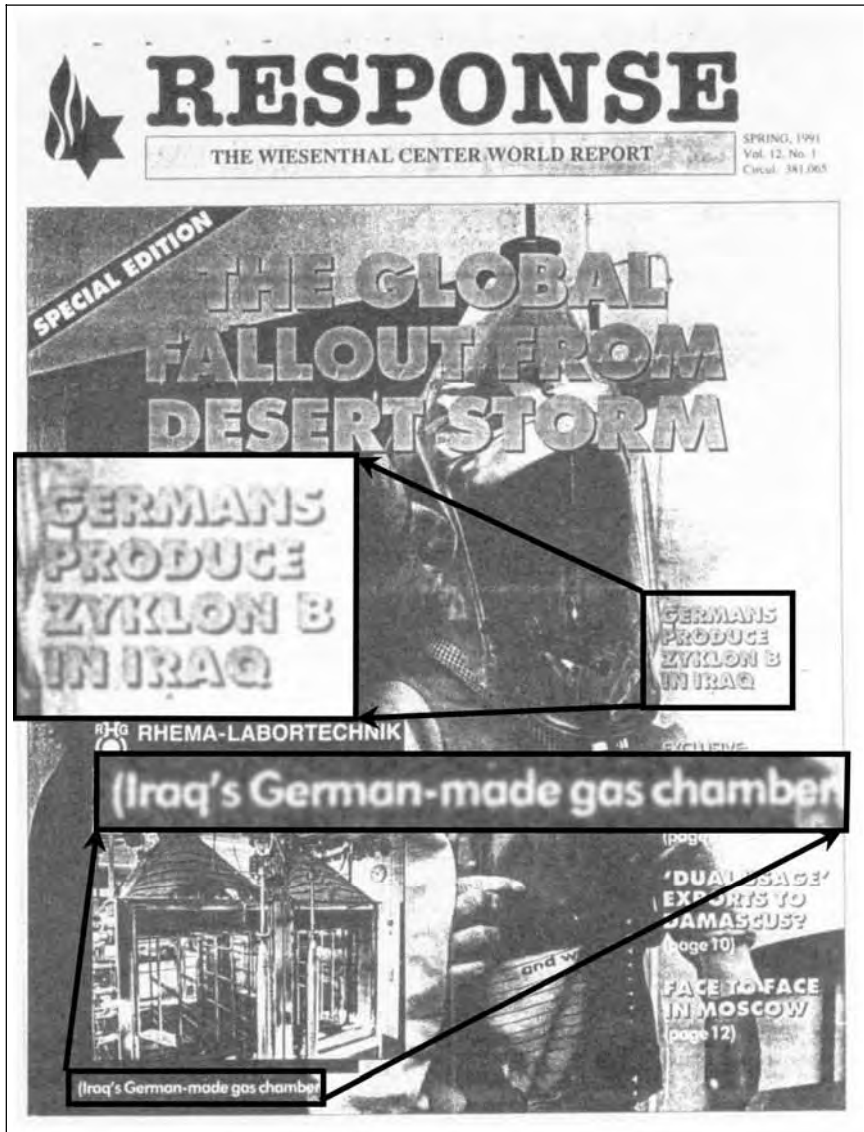 RESPONSE
THE WIESENTHAL CENTER WORLD REPORT
SPRING, 1991
Vol. 12, No. 1
Circul. 381,065
SPECIAL EDITION
THE GLOBAL
FALLOUT FROM
DESERT STORM
GERMANS
PRODUCE
ZYKLON B
IN IRAQ
GERMANS
PRODUCE
ZYKLON B
IN IRAQ
RHG RHEMA-LABORTECHNIK
EXCLUSIVE:
(Iraq's German-made gas chamber
(page
'DUAL USAGE'
EXPORTS TO
DAMASCUS?
(page 10)
and w
FACE TO FACE
IN MOSCOW
(page 12)
(Iraq's German-made gas chamber